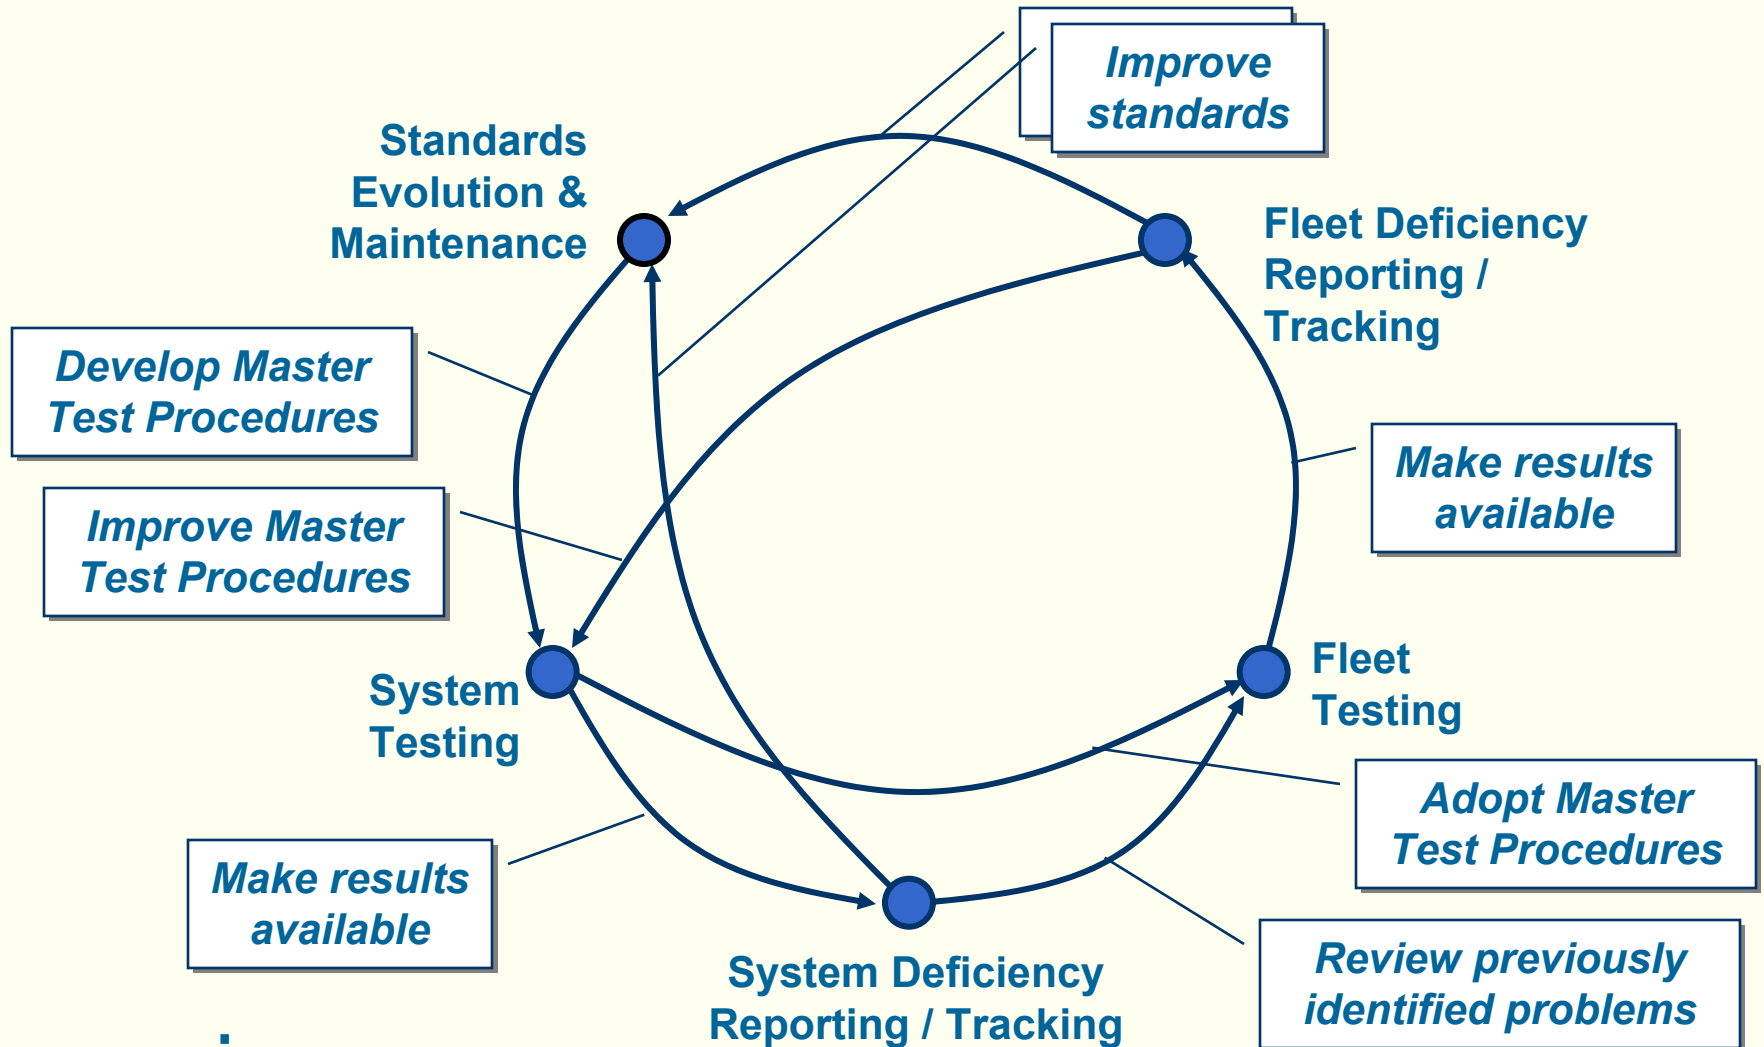 Improve
standards
Standards
Evolution &
Maintenance
Fleet Deficiency
Reporting /
Tracking
Develop Master
Test Procedures
Make results
available
Improve Master
Test Procedures
System
Testing
Fleet
Testing
Adopt Master
Test Procedures
Make results
available
Review previously
identified problems
System Deficiency
Reporting / Tracking